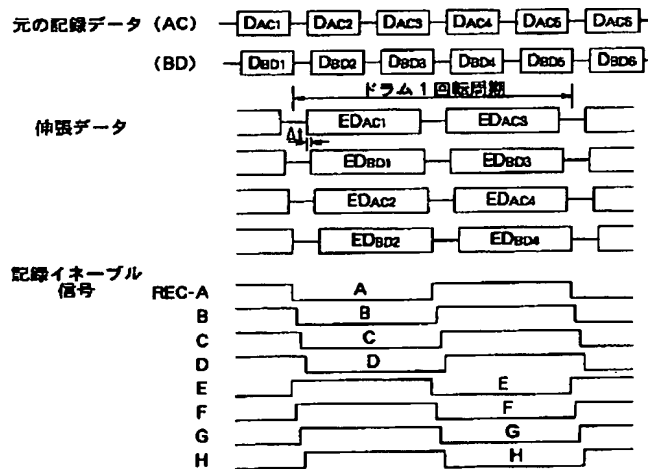 元の記録データ (AC) DAC1 DAC2 DAC3 DAC4 DAC5 DAC6
(BD) DBD1 DBD2 DBD3 DBD4 DBD5 DBD6
ドラム1回転周期
伸張データ EDAC1 EDAC3
Δt
EDBD1 EDBD3
EDAC2 EDAC4
EDBD2 EDBD4
記録イネーブル
信号 REC-A A
B B
C C
D D
E E
F F
G G
H H